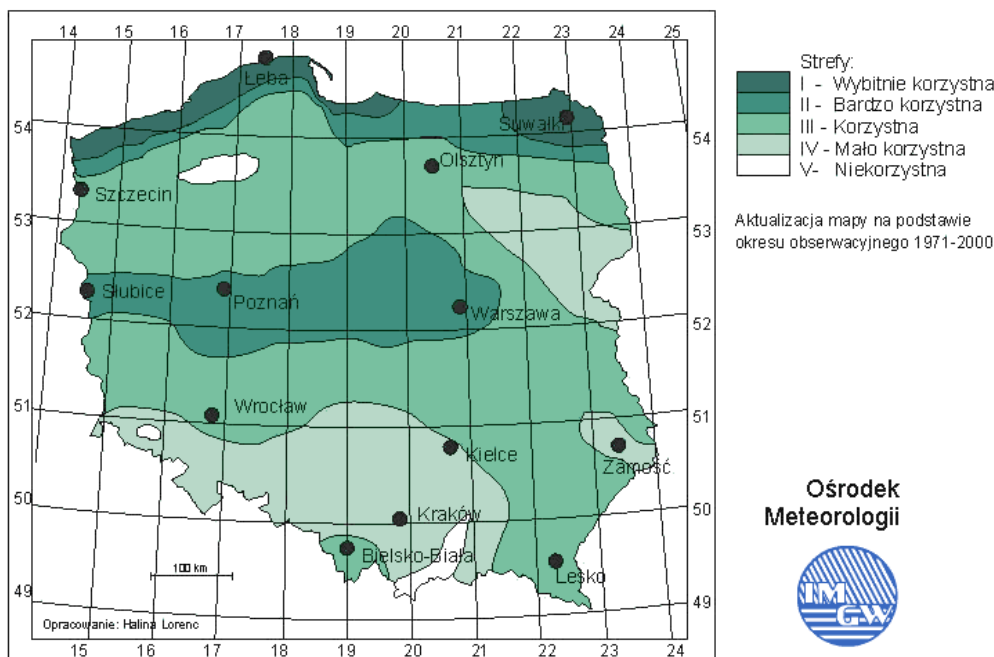 14 15 16 17 18 19 20 21 22 23 24
Łeba
Suwałki
54 54
Olsztyn
Szczecin
53 53
Słubice
Poznań
Warszawa
52 52
Wrocław
51 51
Kielce
Zamość
50 50
Kraków
Bielsko-Biała
Lesko
100 km
49 49
Opracowanie: Halina Lorenc
15 16 17 18 19 20 21 22 23 24
Strefy:
I - Wybitnie korzystna
II - Bardzo korzystna
III - Korzystna
IV - Mało korzystna
V- Niekorzystna
Aktualizacja mapy na podstawie
okresu obserwacyjnego 1971-2000
Ośrodek
Meteorologii
IM
GW